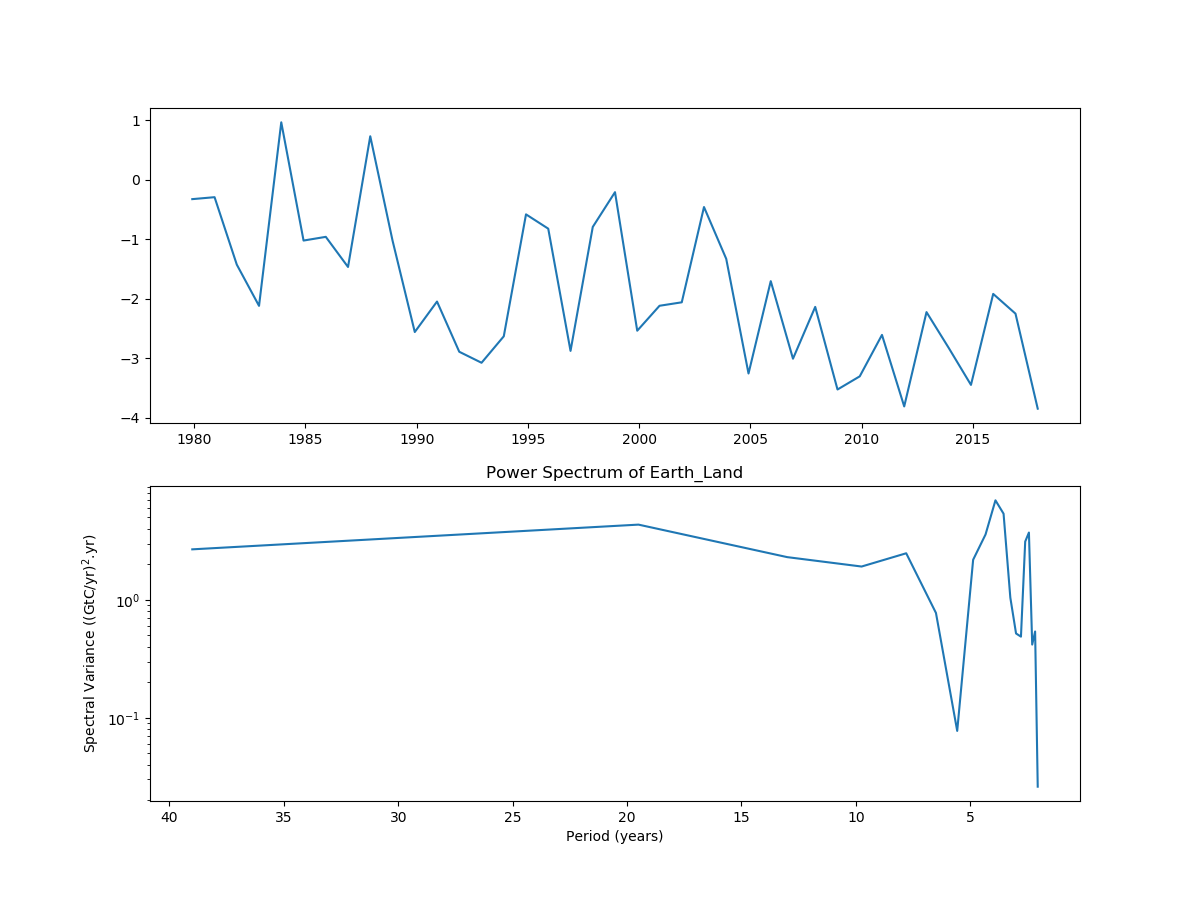 1
0
−1
−2
−3
−4
1980 1985 1990 1995 2000 2005 2010 2015
Power Spectrum of Earth_Land
Spectral Variance ((GtC/yr)².yr)
10⁰
10⁻¹
40 35 30 25 20 15 10 5
Period (years)